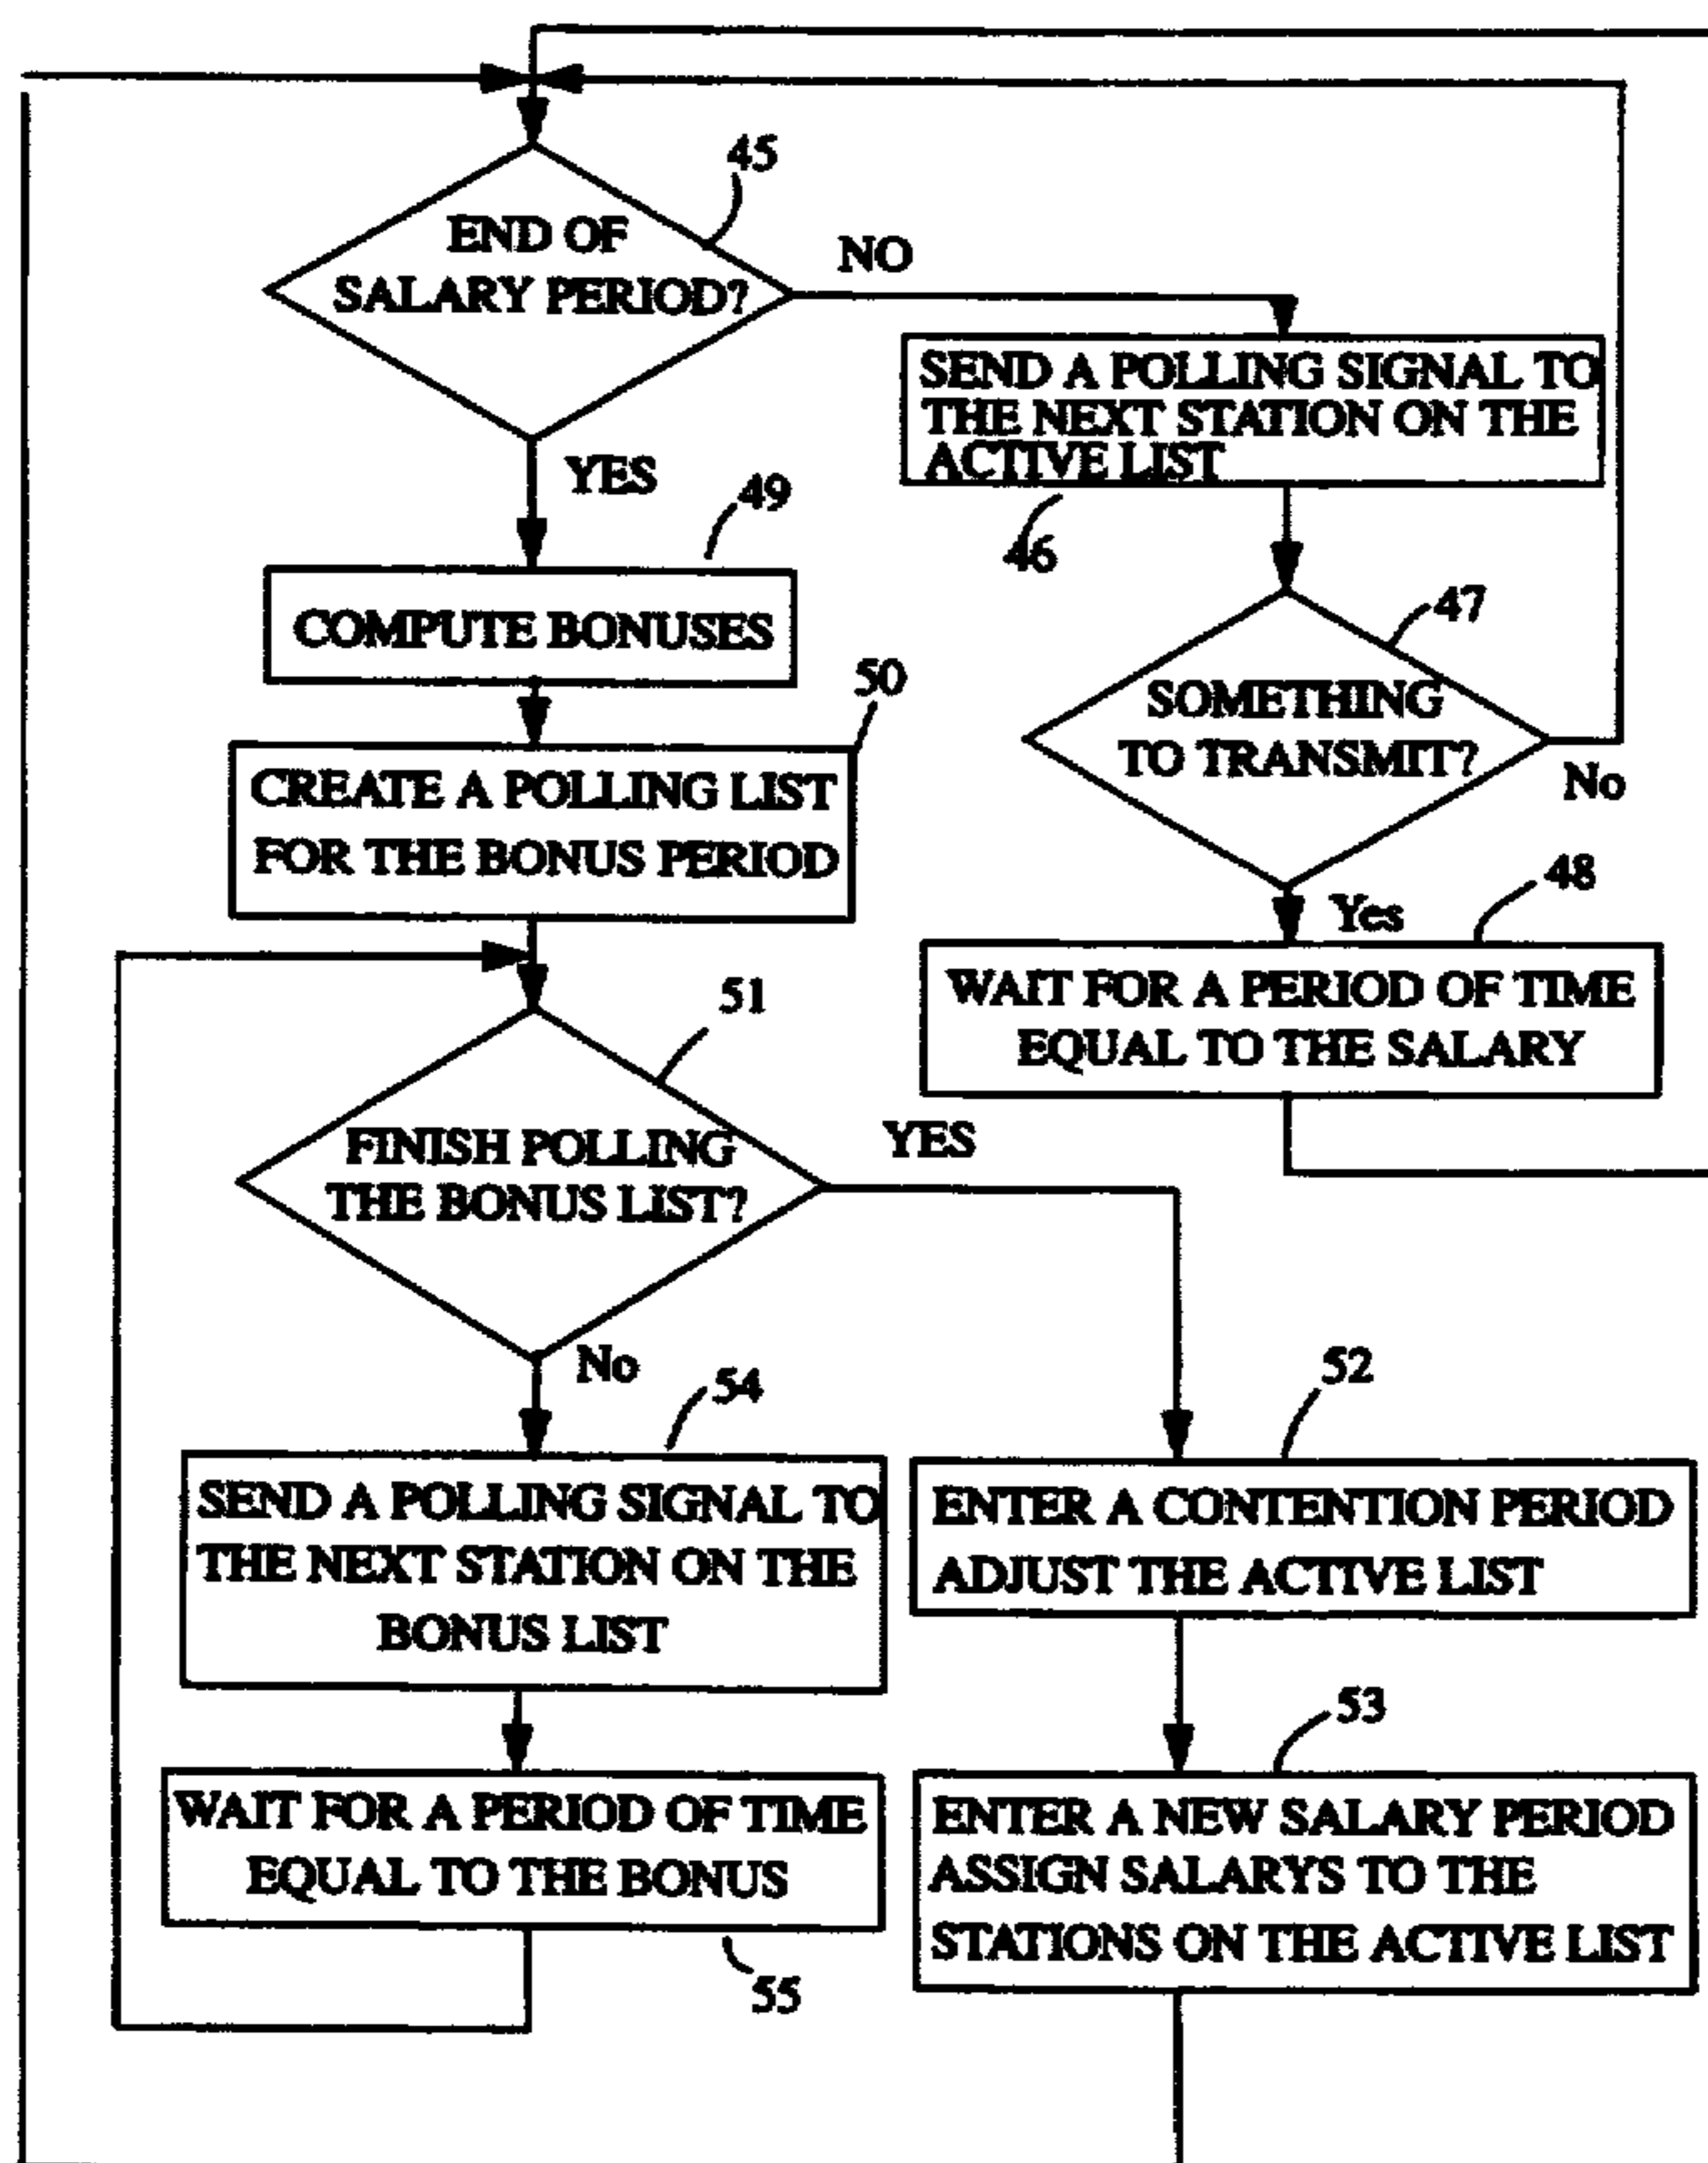 45
END OF
SALARY PERIOD?
NO
SEND A POLLING SIGNAL TO
THE NEXT STATION ON THE
ACTIVE LIST
46
YES
49
COMPUTE BONUSES
47
SOMETHING
TO TRANSMIT?
No
50
CREATE A POLLING LIST
FOR THE BONUS PERIOD
Yes
48
WAIT FOR A PERIOD OF TIME
EQUAL TO THE SALARY
51
FINISH POLLING
THE BONUS LIST?
YES
No
54
SEND A POLLING SIGNAL TO
THE NEXT STATION ON THE
BONUS LIST
52
ENTER A CONTENTION PERIOD
ADJUST THE ACTIVE LIST
WAIT FOR A PERIOD OF TIME
EQUAL TO THE BONUS
55
53
ENTER A NEW SALARY PERIOD
ASSIGN SALARYS TO THE
STATIONS ON THE ACTIVE LIST